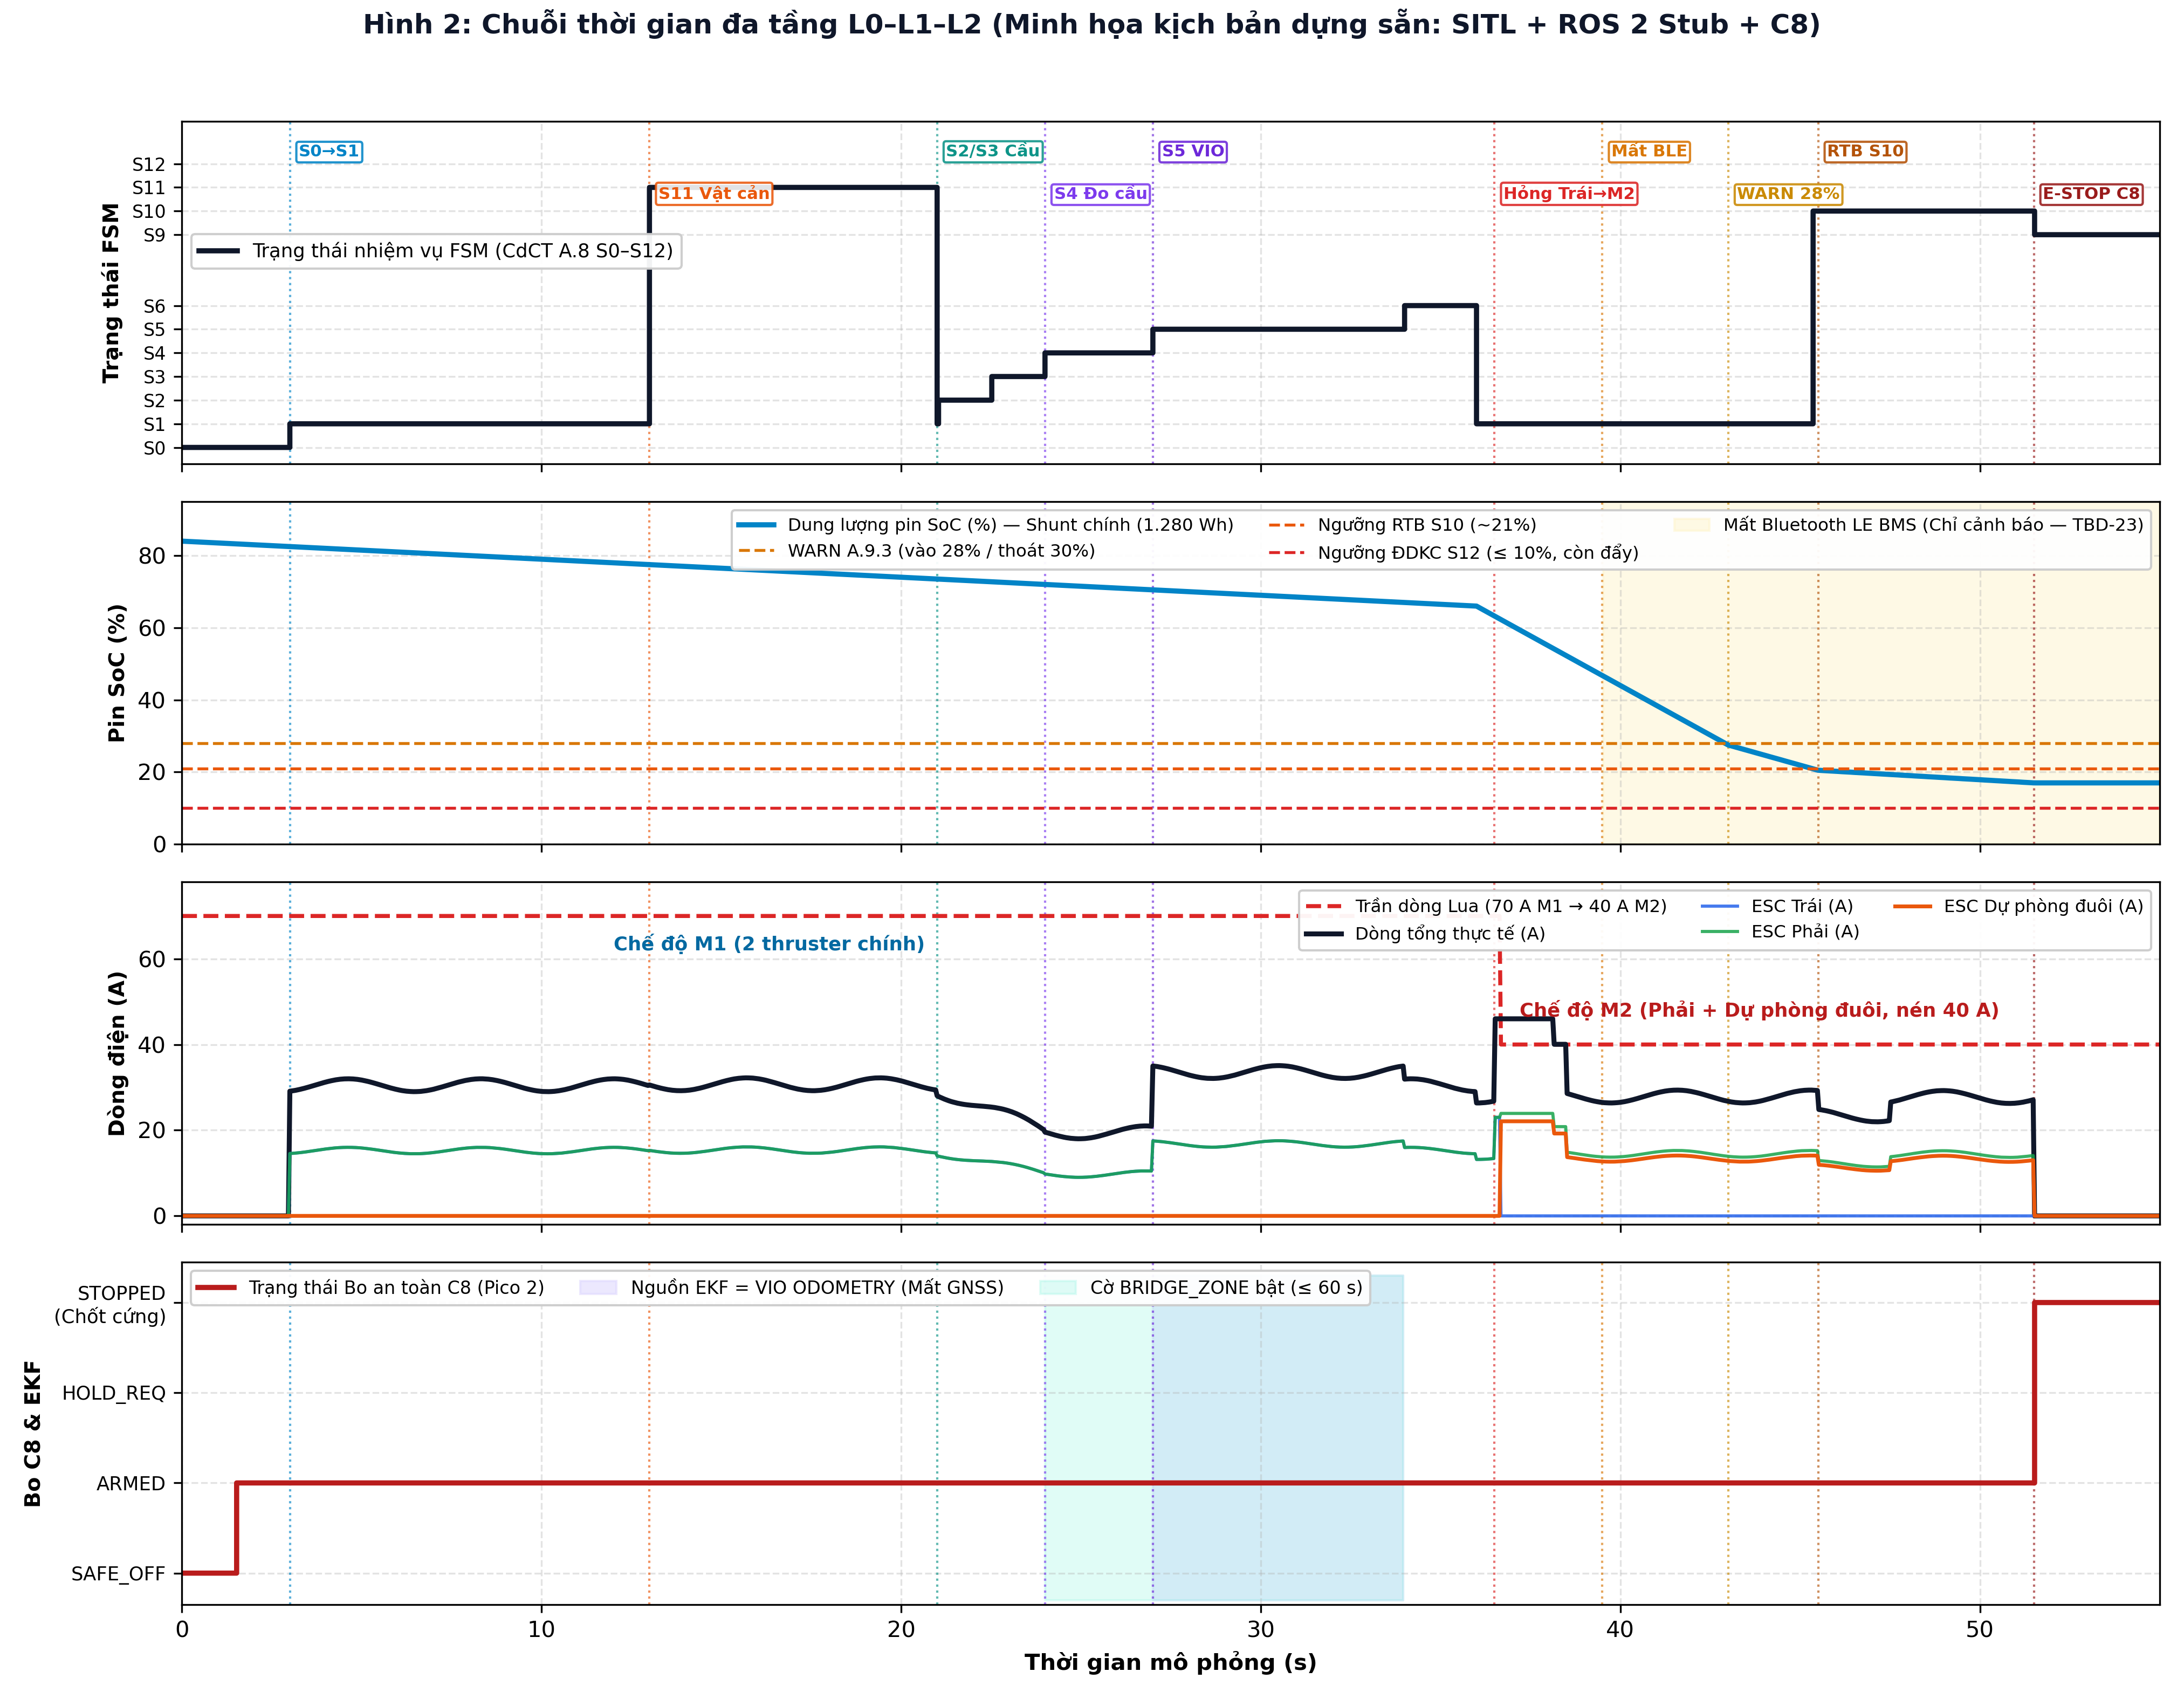 Hình 2: Chuỗi thời gian đa tầng L0–L1–L2 (Minh họa kịch bản dựng sẵn: SITL + ROS 2 Stub + C8)
Trạng thái FSM
S12
S11
S10
S9
S6
S5
S4
S3
S2
S1
S0
S0→S1
S11 Vật cản
S2/S3 Cầu
S4 Đo cầu
S5 VIO
Hỏng Trái→M2
Mất BLE
WARN 28%
RTB S10
E-STOP C8
Trạng thái nhiệm vụ FSM (CdCT A.8 S0–S12)
Pin SoC (%)
80
60
40
20
0
Dung lượng pin SoC (%) — Shunt chính (1.280 Wh)
WARN A.9.3 (vào 28% / thoát 30%)
Ngưỡng RTB S10 (~21%)
Ngưỡng ĐDKC S12 (≤ 10%, còn đẩy)
Mất Bluetooth LE BMS (Chỉ cảnh báo — TBD-23)
Dòng điện (A)
60
40
20
0
Trần dòng Lua (70 A M1 → 40 A M2)
Dòng tổng thực tế (A)
ESC Trái (A)
ESC Phải (A)
ESC Dự phòng đuôi (A)
Chế độ M1 (2 thruster chính)
Chế độ M2 (Phải + Dự phòng đuôi, nén 40 A)
Bo C8 & EKF
STOPPED
(Chốt cứng)
HOLD_REQ
ARMED
SAFE_OFF
Trạng thái Bo an toàn C8 (Pico 2)
Nguồn EKF = VIO ODOMETRY (Mất GNSS)
Cờ BRIDGE_ZONE bật (≤ 60 s)
0
10
20
30
40
50
Thời gian mô phỏng (s)